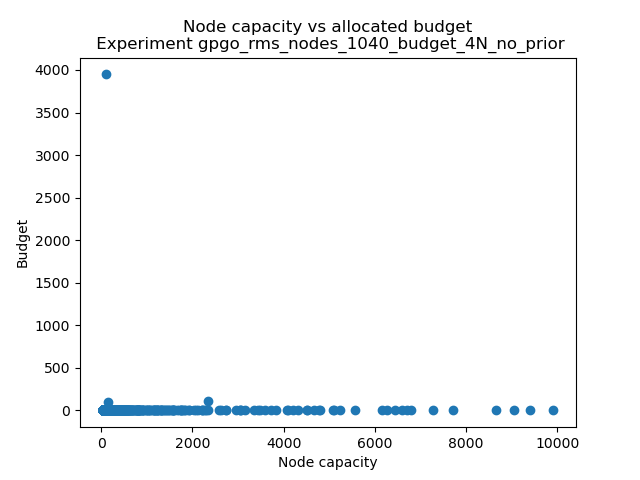 Node capacity vs allocated budget
Experiment gpgo_rms_nodes_1040_budget_4N_no_prior
4000
3500
3000
2500
2000
1500
1000
500
0
Budget
0 2000 4000 6000 8000 10000
Node capacity